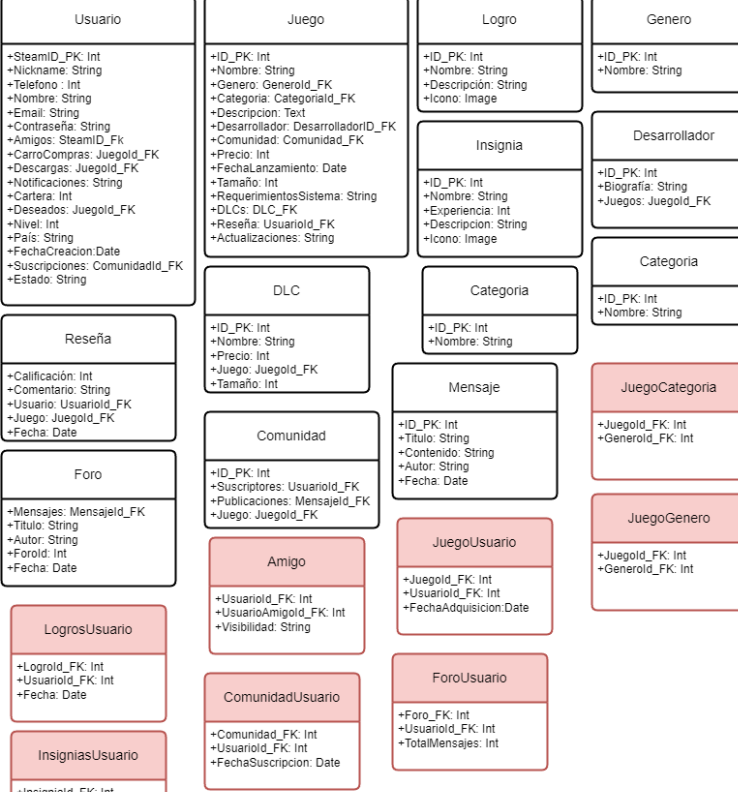 Usuario
+SteamID_PK: Int
+Nickname: String
+Telefono : Int
+Nombre: String
+Email: String
+Contraseña: String
+Amigos: SteamID_Fk
+CarroCompras: JuegoId_FK
+Descargas: JuegoId_FK
+Notificaciones: String
+Cartera: Int
+Deseados: JuegoId_FK
+Nivel: Int
+País: String
+FechaCreacion:Date
+Suscripciones: ComunidadId_FK
+Estado: String
Juego
+ID_PK: Int
+Nombre: String
+Genero: GeneroId_FK
+Categoria: CategoriaId_FK
+Descripcion: Text
+Desarrollador: DesarrolladorID_FK
+Comunidad: Comunidad_FK
+Precio: Int
+FechaLanzamiento: Date
+Tamaño: Int
+RequerimientosSistema: String
+DLCs: DLC_FK
+Reseña: UsuarioId_FK
+Actualizaciones: String
Logro
+ID_PK: Int
+Nombre: String
+Descripción: String
+Icono: Image
Genero
+ID_PK: Int
+Nombre: String
Insignia
+ID_PK: Int
+Nombre: String
+Experiencia: Int
+Descripcion: String
+Icono: Image
Desarrollador
+ID_PK: Int
+Biografía: String
+Juegos: JuegoId_FK
Categoria
+ID_PK: Int
+Nombre: String
DLC
+ID_PK: Int
+Nombre: String
+Precio: Int
+Juego: JuegoId_FK
+Tamaño: Int
Categoria
+ID_PK: Int
+Nombre: String
Reseña
+Calificación: Int
+Comentario: String
+Usuario: UsuarioId_FK
+Juego: JuegoId_FK
+Fecha: Date
Mensaje
+ID_PK: Int
+Titulo: String
+Contenido: String
+Autor: String
+Fecha: Date
JuegoCategoria
+JuegoId_FK: Int
+GeneroId_FK: Int
Comunidad
+ID_PK: Int
+Suscriptores: UsuarioId_FK
+Publicaciones: MensajeId_FK
+Juego: JuegoId_FK
Foro
+Mensajes: MensajeId_FK
+Titulo: String
+Autor: String
+ForoId: Int
+Fecha: Date
JuegoGenero
+JuegoId_FK: Int
+GeneroId_FK: Int
JuegoUsuario
+JuegoId_FK: Int
+UsuarioId_FK: Int
+FechaAdquisicion:Date
Amigo
+UsuarioId_FK: Int
+UsuarioAmigoId_FK: Int
+Visibilidad: String
LogrosUsuario
+LogroId_FK: Int
+UsuarioId_FK: Int
+Fecha: Date
ForoUsuario
+Foro_FK: Int
+UsuarioId_FK: Int
+TotalMensajes: Int
ComunidadUsuario
+Comunidad_FK: Int
+UsuarioId_FK: Int
+FechaSuscripcion: Date
InsigniasUsuario
+InsigniaId_FK: Int